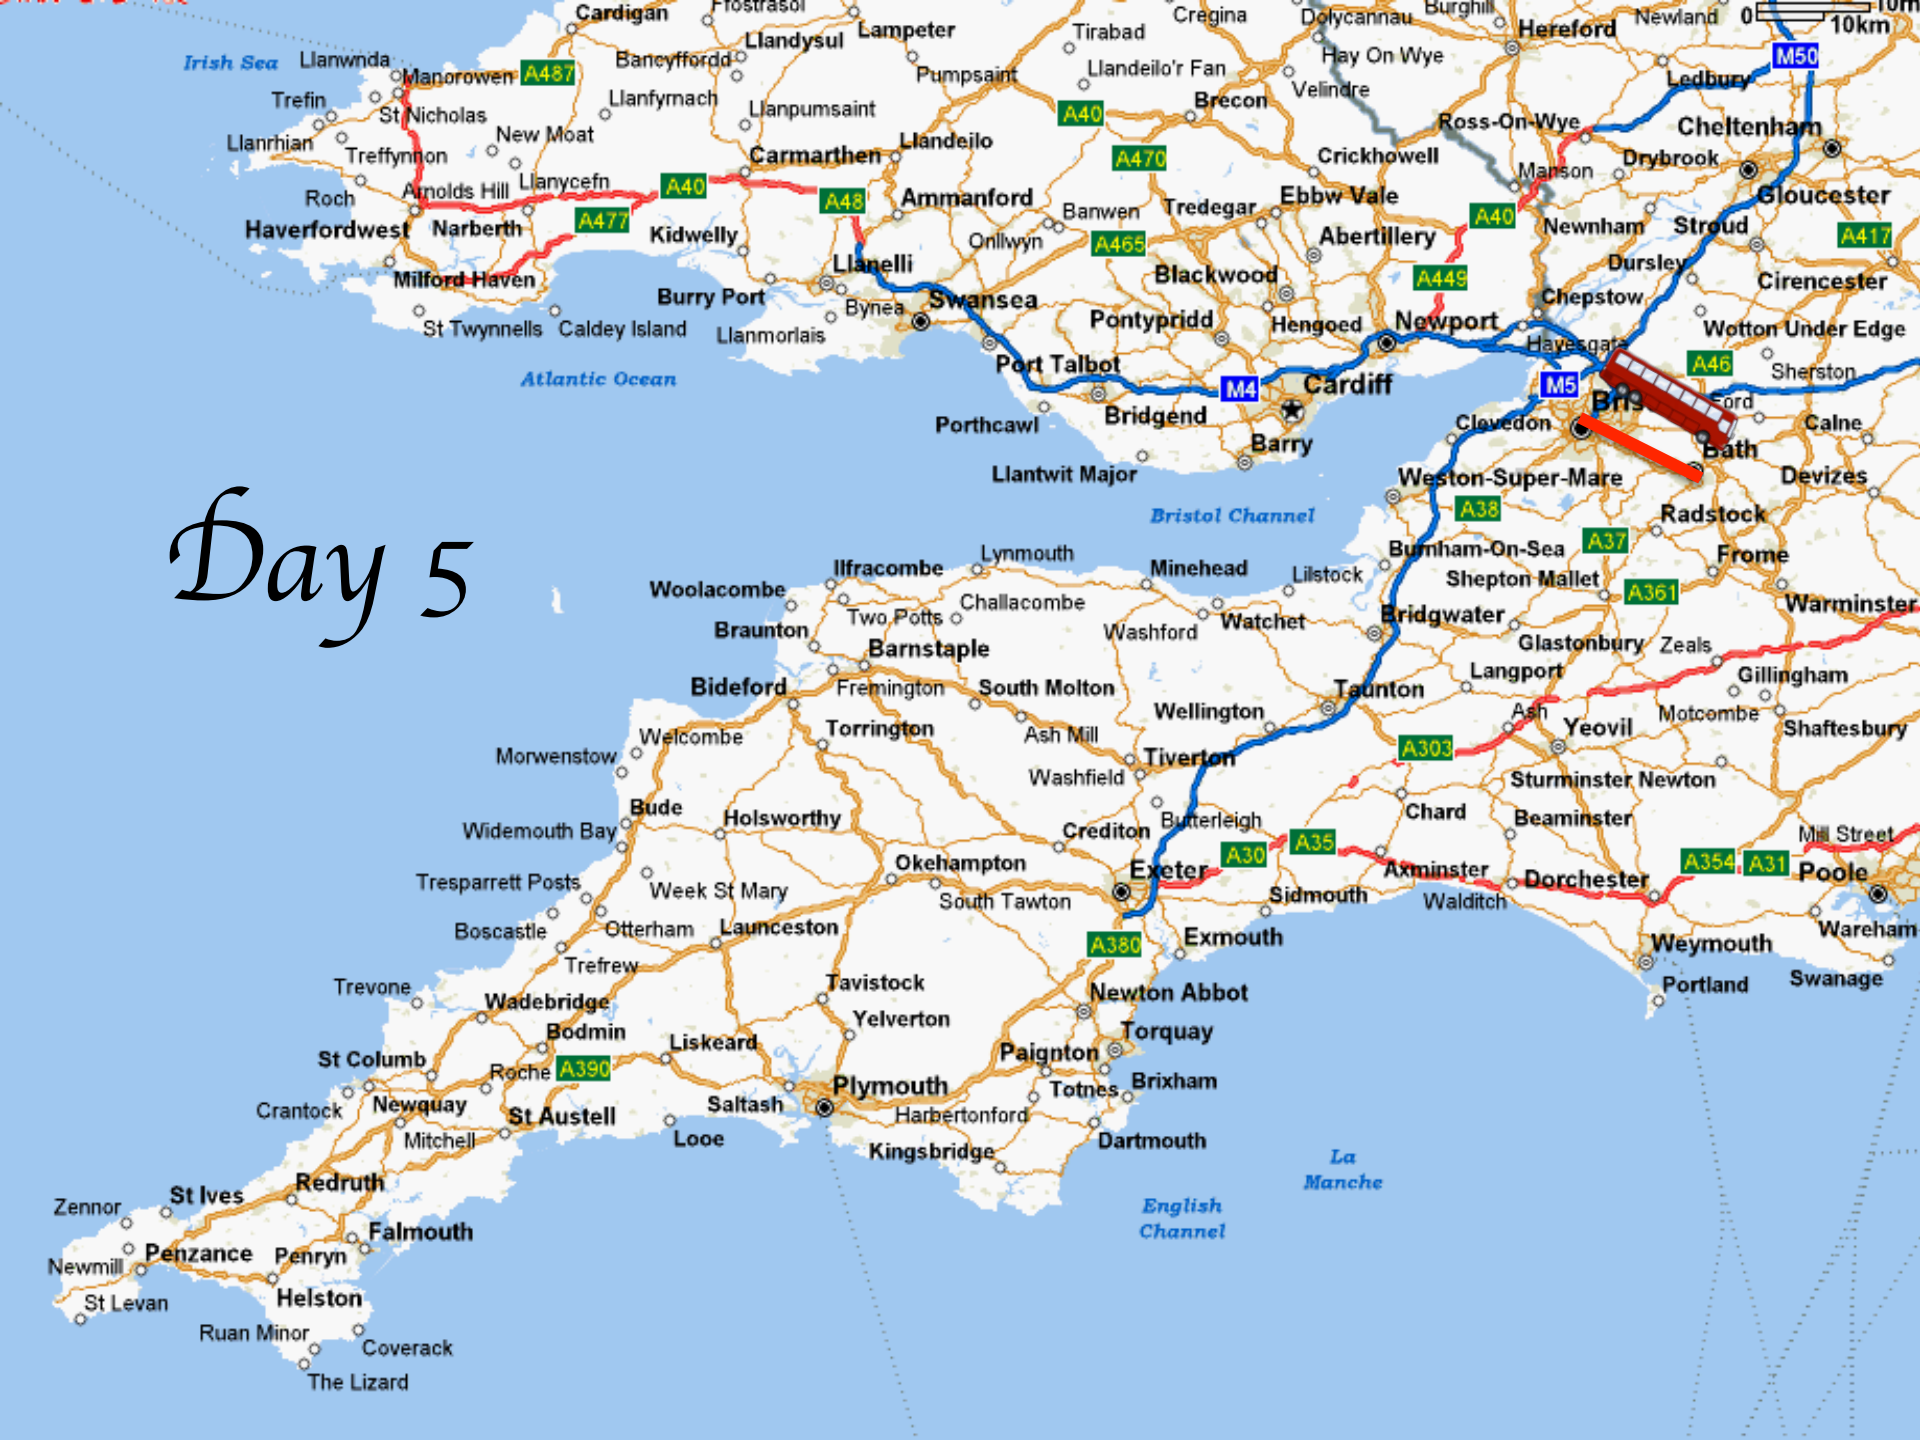 Cardigan
Ffostrasol
Lampeter
Cregina
Dolycannau
Burghill
Newland
0
10km
Hereford
Irish Sea
Llanwnda
Manorowen
A487
Bancyffordd
Llandysul
Tirabad
Hay On Wye
M50
Trefin
St Nicholas
Llanfyrnach
Pumpsaint
Llandeilo'r Fan
Velindre
Ledbury
Llanrhian
New Moat
Llanpumsaint
A40
Brecon
Ross-On-Wye
Cheltenham
Treffynnon
Carmarthen
Llandeilo
A470
Crickhowell
Manson
Drybrook
Roch
Arnolds Hill
Llanycefn
A40
A48
Ammanford
Banwen
Tredegar
Ebbw Vale
A40
Gloucester
Haverfordwest
Narberth
A477
Kidwelly
Onllwyn
A465
Abertillery
Newnham
Stroud
A417
Milford Haven
Llanelli
Blackwood
A449
Dursley
Cirencester
St Twynnells
Caldey Island
Burry Port
Bynea
Swansea
Chepstow
Llanmorlais
Pontypridd
Hengoed
Newport
Hayesgate
Wotton Under Edge
Atlantic Ocean
Port Talbot
M4
Cardiff
M5
A46
Sherston
Porthcawl
Bridgend
Clevedon
Bris
ford
Calne
Llantwit Major
Barry
Weston-Super-Mare
Bath
Devizes
Bristol Channel
A38
Radstock
Day 5
Lynmouth
Burnham-On-Sea
A37
Frome
Woolacombe
Ilfracombe
Minehead
Lilstock
Shepton Mallet
A361
Two Potts
Challacombe
Watchet
Bridgwater
Warminster
Braunton
Washford
Glastonbury
Zeals
Barnstaple
Langport
Gillingham
Bideford
Fremington
South Molton
Taunton
Ash
Motcombe
Welcombe
Torrington
Ash Mill
Wellington
Yeovil
Shaftesbury
Morwenstow
Tiverton
A303
Washfield
Sturminster Newton
Bude
Holsworthy
Butterleigh
Chard
Beaminster
Widemouth Bay
Crediton
A30
A35
Mill Street
Tresparrett Posts
Okehampton
Exeter
Axminster
Dorchester
A354
A31
Poole
Week St Mary
South Tawton
Sidmouth
Walditch
Boscastle
Otterham
Launceston
A380
Exmouth
Weymouth
Wareham
Trefrew
Trevone
Tavistock
Newton Abbot
Portland
Swanage
Wadebridge
Yelverton
Bodmin
Torquay
St Columb
Roche
A390
Liskeard
Paignton
Crantock
Newquay
Plymouth
Totnes
Brixham
St Austell
Saltash
Harbertonford
Mitchell
Looe
Kingsbridge
Dartmouth
La
Manche
Redruth
Zennor
St Ives
English
Channel
Falmouth
Newmill
Penzance
Penryn
St Levan
Helston
Ruan Minor
Coverack
The Lizard